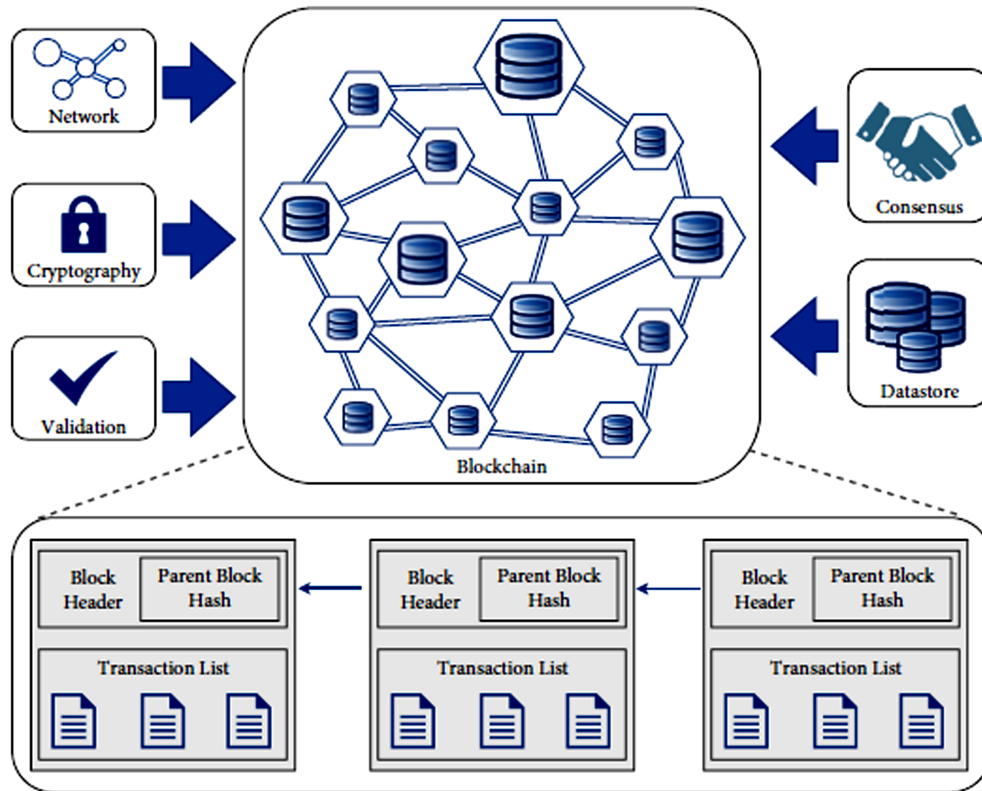 Network
Cryptography
Validation
Consensus
Datastore
Blockchain
Block
Header
Parent Block
Hash
Transaction List
Block
Header
Parent Block
Hash
Transaction List
Block
Header
Parent Block
Hash
Transaction List